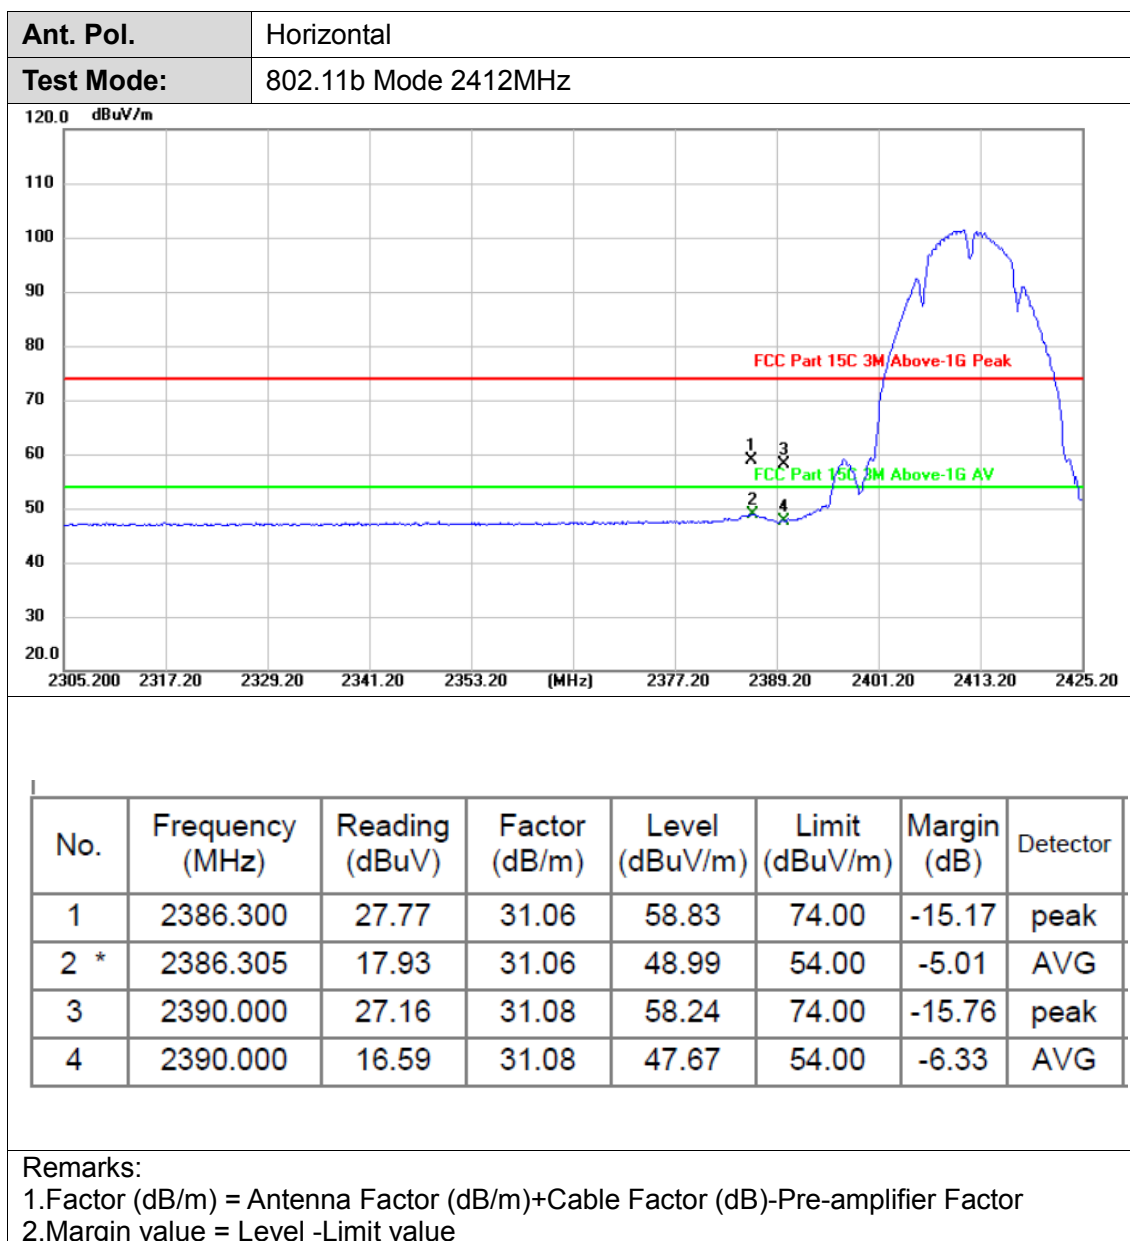 Ant. Pol. Horizontal
Test Mode: 802.11b Mode 2412MHz
120.0 dBuV/m
110
100
90
80
FCC Part 15C 3M Above-1G Peak
70
60
1 3
FCC Part 15C 3M Above-1G AV
50
2 4
40
30
20.0
2305.200 2317.20 2329.20 2341.20 2353.20 (MHz) 2377.20 2389.20 2401.20 2413.20 2425.20
No. Frequency (MHz) Reading (dBuV) Factor (dB/m) Level (dBuV/m) Limit (dBuV/m) Margin (dB) Detector
1 2386.300 27.77 31.06 58.83 74.00 -15.17 peak
2 * 2386.305 17.93 31.06 48.99 54.00 -5.01 AVG
3 2390.000 27.16 31.08 58.24 74.00 -15.76 peak
4 2390.000 16.59 31.08 47.67 54.00 -6.33 AVG
Remarks:
1.Factor (dB/m) = Antenna Factor (dB/m)+Cable Factor (dB)-Pre-amplifier Factor
2.Margin value = Level -Limit value